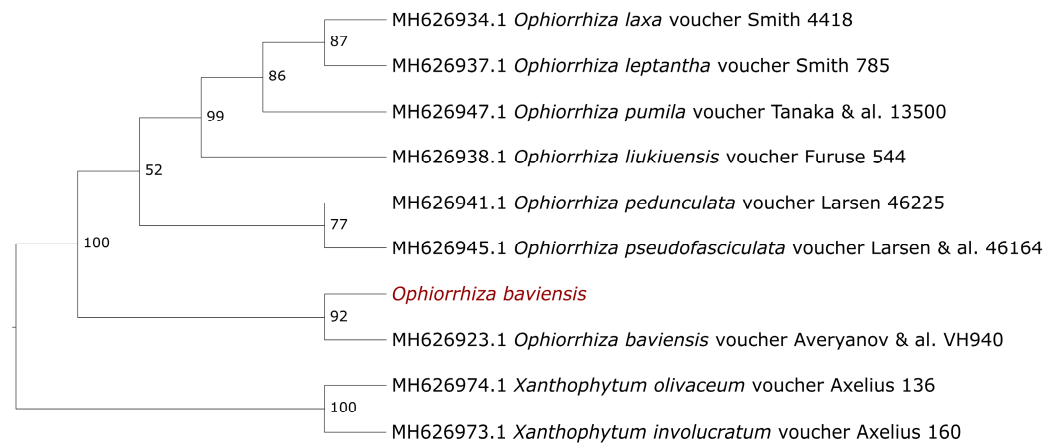 MH626934.1 Ophiorrhiza laxa voucher Smith 4418
87
MH626937.1 Ophiorrhiza leptantha voucher Smith 785
86
MH626947.1 Ophiorrhiza pumila voucher Tanaka & al. 13500
99
MH626938.1 Ophiorrhiza liukiuensis voucher Furuse 544
52
MH626941.1 Ophiorrhiza pedunculata voucher Larsen 46225
77
MH626945.1 Ophiorrhiza pseudofasciculata voucher Larsen & al. 46164
100
Ophiorrhiza baviensis
92
MH626923.1 Ophiorrhiza baviensis voucher Averyanov & al. VH940
MH626974.1 Xanthophytum olivaceum voucher Axelius 136
100
MH626973.1 Xanthophytum involucratum voucher Axelius 160